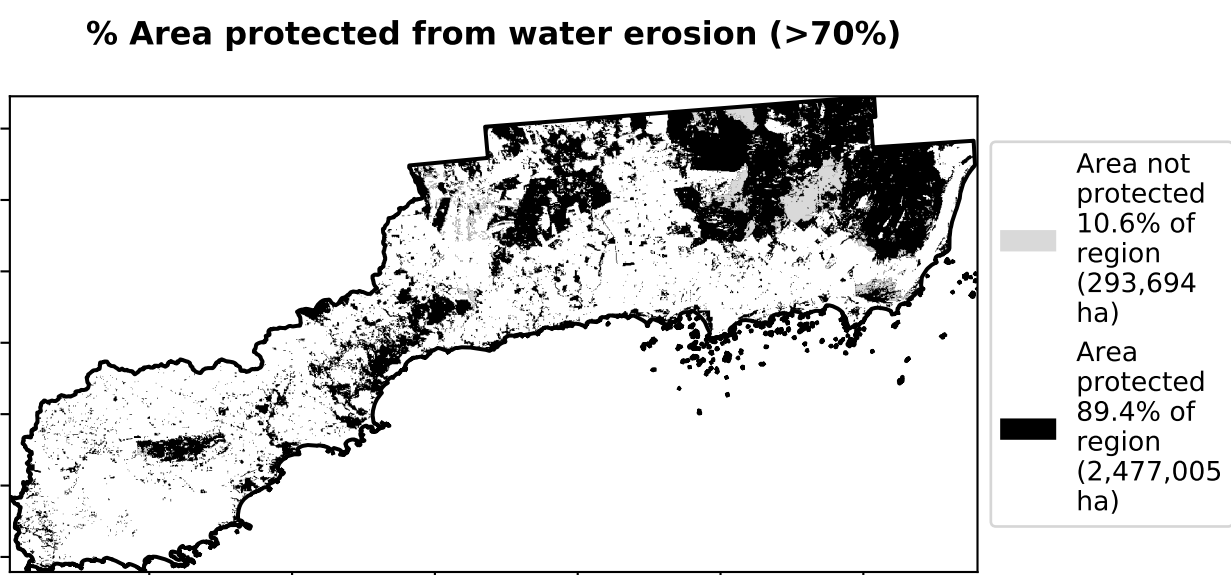 % Area protected from water erosion (>70%)
Area not
protected
10.6% of
region
(293,694
ha)
Area
protected
89.4% of
region
(2,477,005
ha)